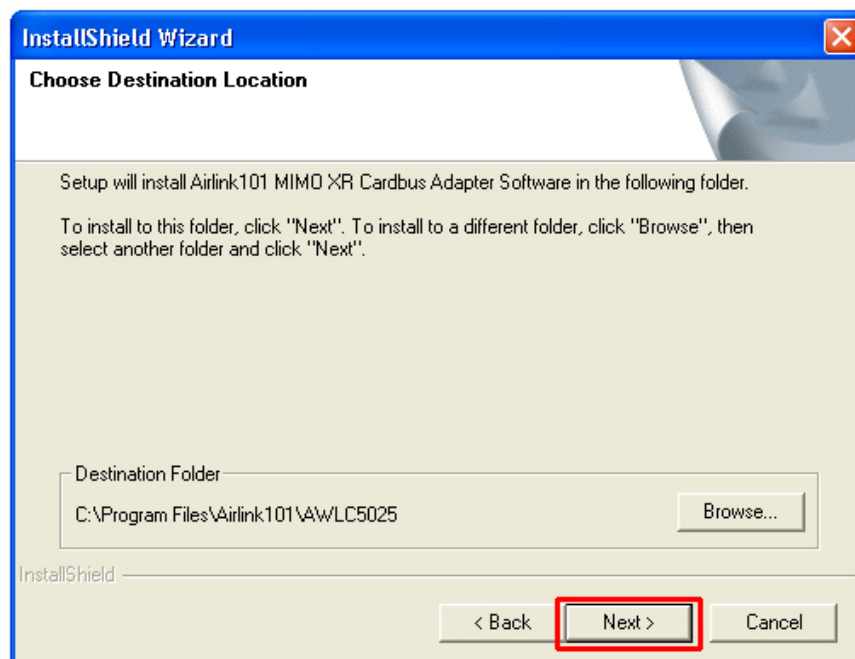 InstallShield Wizard
Choose Destination Location
Setup will install Airlink101 MIMO XR Cardbus Adapter Software in the following folder.
To install to this folder, click "Next". To install to a different folder, click "Browse", then
select another folder and click "Next".
Destination Folder
C:\Program Files\Airlink101\AWLC5025
Browse...
InstallShield
< Back
Next >
Cancel